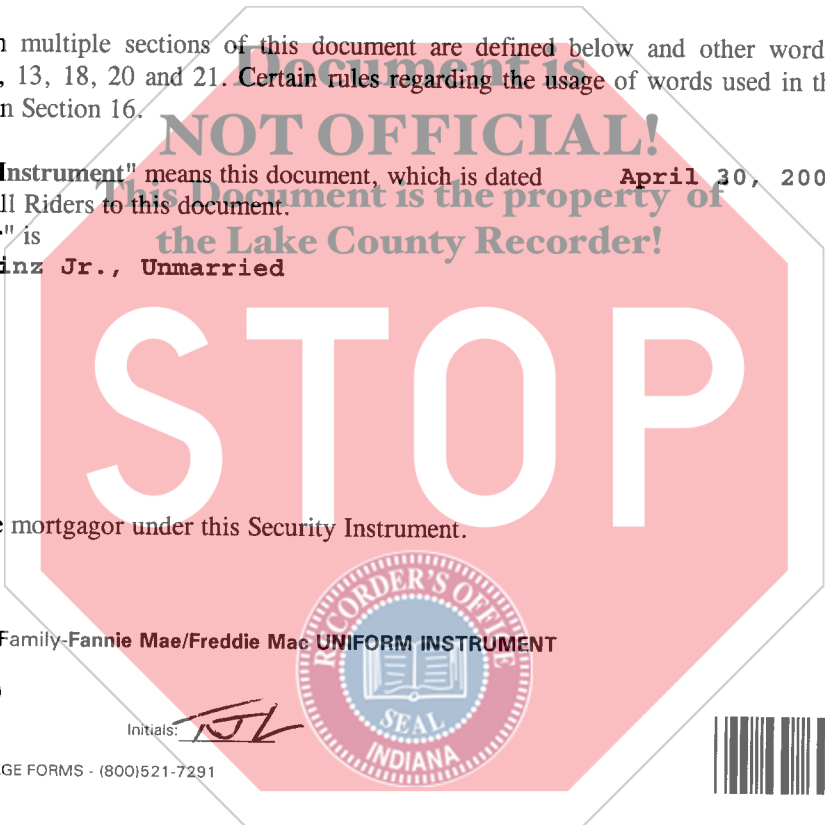 multiple sections of this document are defined below and other word
, 13, 18, 20 and 21. Certain rules regarding the usage of words used in th
n Section 16.
Document is
NOT OFFICIAL!
This Document is the property of
the Lake County Recorder!
Instrument" means this document, which is dated April 30, 200
ll Riders to this document.
" is
inz Jr., Unmarried
STOP
mortgagor under this Security Instrument.
Family-Fannie Mae/Freddie Mac UNIFORM INSTRUMENT
RECORDER'S OFFICE
SEAL
INDIANA
Initials:
GE FORMS - (800)521-7291